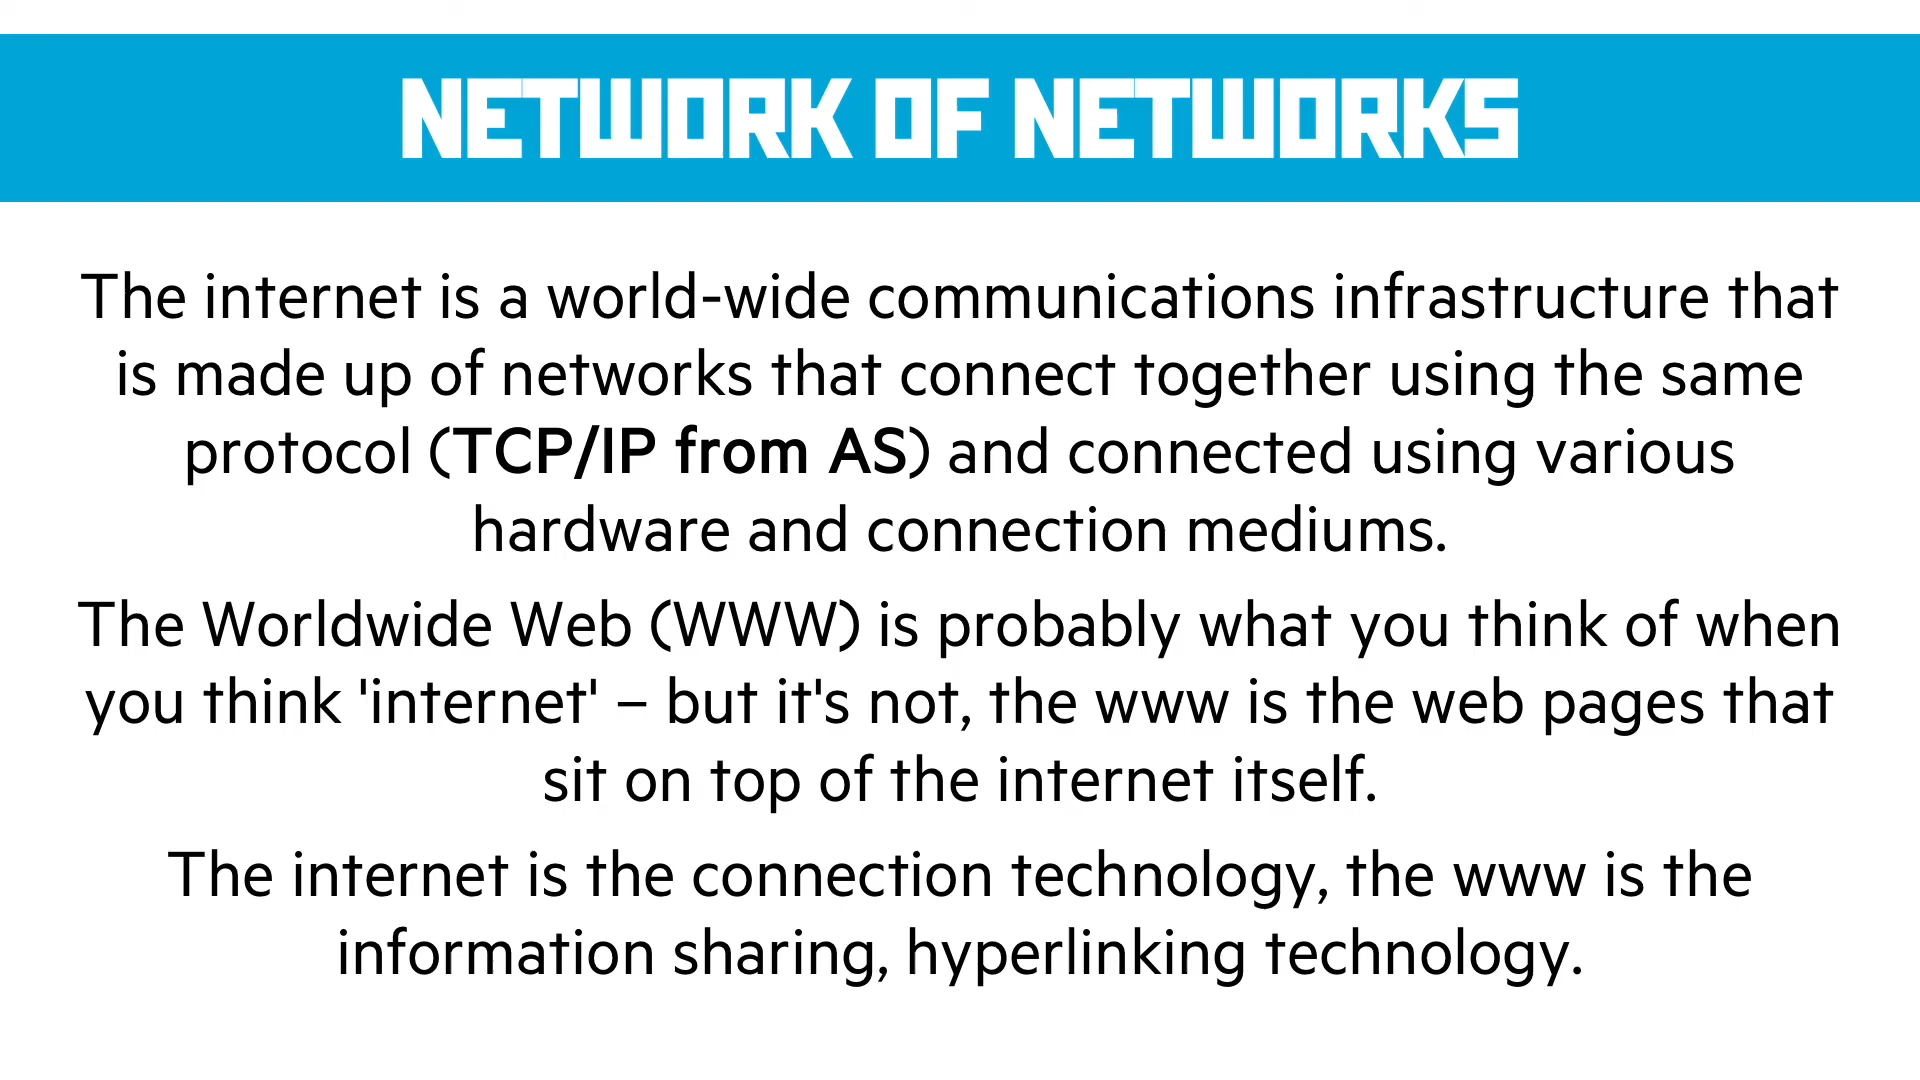 NETWORK OF NETWORKS
The internet is a world-wide communications infrastructure that
is made up of networks that connect together using the same
protocol (TCP/IP from AS) and connected using various
hardware and connection mediums.
The Worldwide Web (WWW) is probably what you think of when
you think 'internet' – but it's not, the www is the web pages that
sit on top of the internet itself.
The internet is the connection technology, the www is the
information sharing, hyperlinking technology.